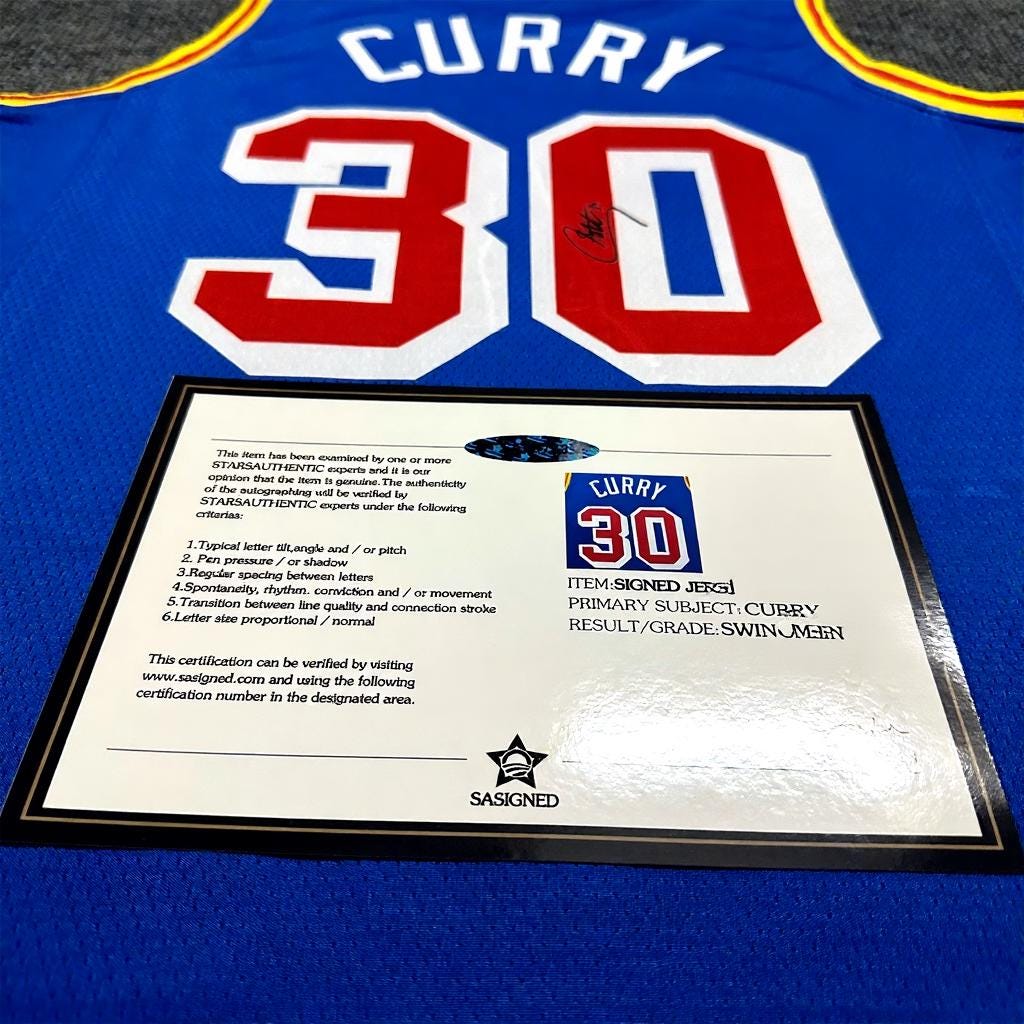 CURRY
30
This item has been examined by one or more
STARSAUTHENTIC experts and it is our
opinion that the item is genuine. The authenticity
of the autographing will be verified by
STARSAUTHENTIC experts under the following
criterias:
1.Typical letter tilt,angle and / or pitch
2. Pen pressure / or shadow
3.Regular spacing between letters
4.Spontaneity, rhythm. conviction and / or movement
5.Transition between line quality and connection stroke
6.Letter size proportional / normal
This certification can be verified by visiting
www.sasigned.com and using the following
certification number in the designated area.
CURRY
30
ITEM:SIGNED
PRIMARY SUBJECT: CURRY
RESULT/GRADE:
SASIGNED